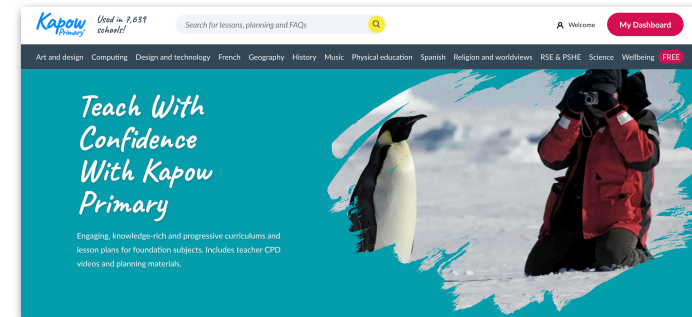 Kapow
Primary
Used in 7,639
schools!
Search for lessons, planning and FAQs
Welcome
My Dashboard
Art and design Computing Design and technology French Geography History Music Physical education Spanish Religion and worldviews RSE & PSHE Science Wellbeing FREE
Teach With
Confidence
With Kapow
Primary
Engaging, knowledge-rich and progressive curriculums and
lesson plans for foundation subjects. Includes teacher CPD
videos and planning materials.